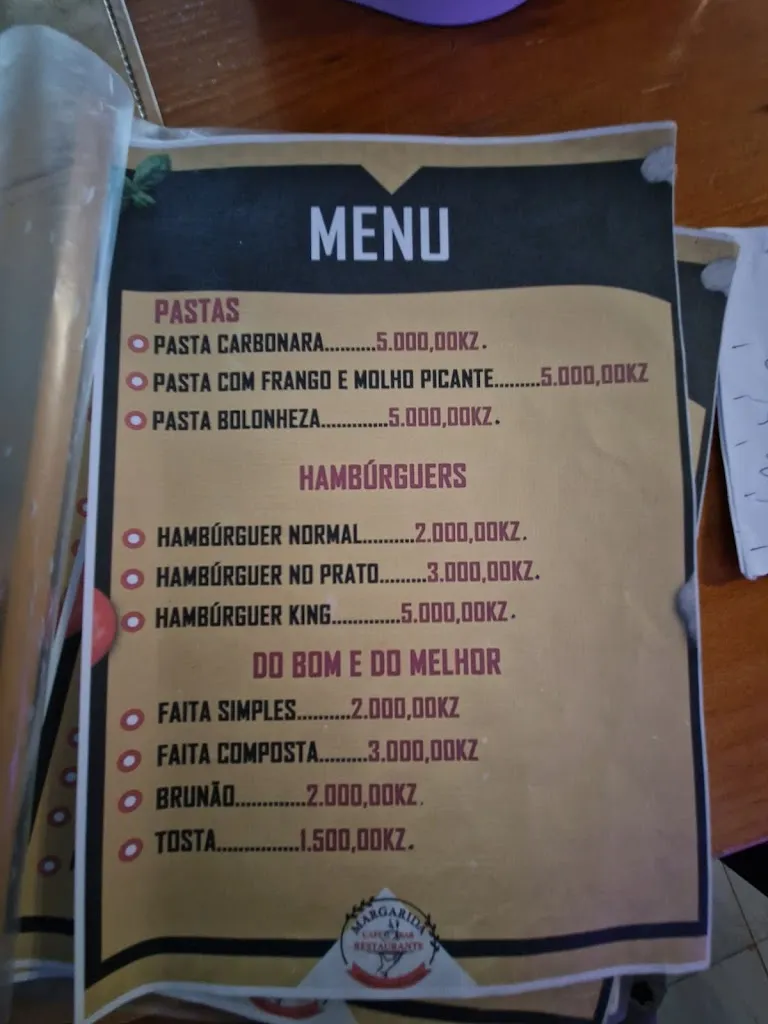 MENU
PASTAS
PASTA CARBONARA..........5.000,00KZ.
PASTA COM FRANGO E MOLHO PICANTE.........5.000,00KZ
PASTA BOLONHEZA.............5.000,00KZ.
HAMBÚRGUERS
HAMBÚRGUER NORMAL..........2.000,00KZ.
HAMBÚRGUER NO PRATO.........3.000,00KZ.
HAMBÚRGUER KING.............5.000,00KZ.
DO BOM E DO MELHOR
FAITA SIMPLES..........2.000,00KZ
FAITA COMPOSTA.........3.000,00KZ
BRUNÃO.............2.000,00KZ.
TOSTA...............1.500,00KZ.
MARGARIDA
CAFÉ BAR
RESTAURANTE